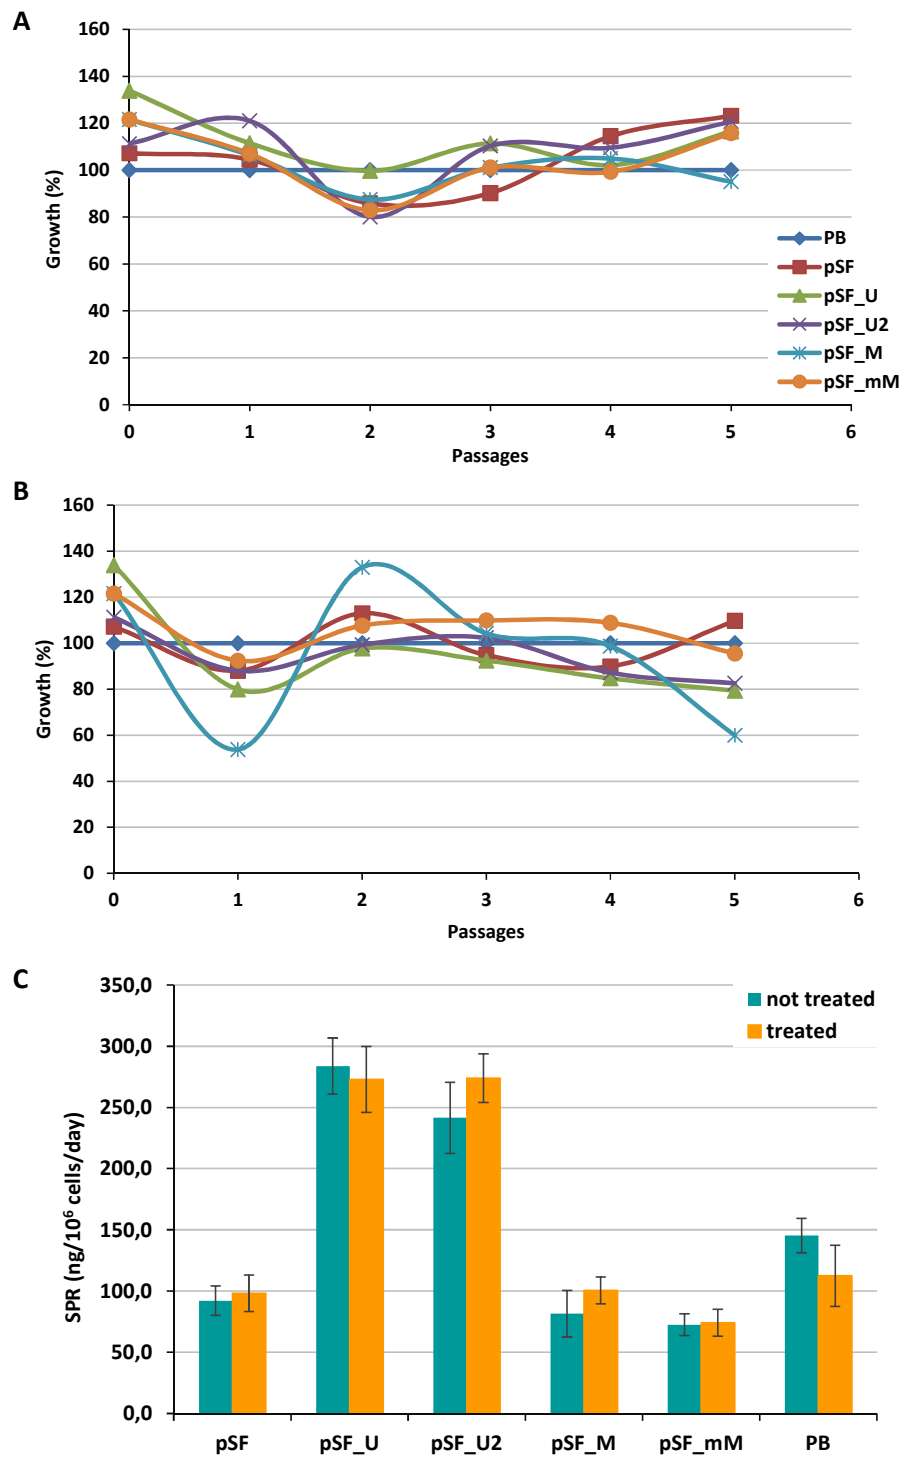 A
160
140
120
100
80
60
40
20
0
Growth (%)
0 1 2 3 4 5 6
Passages
PB
pSF
pSF_U
pSF_U2
pSF_M
pSF_mM
B
160
140
120
100
80
60
40
20
0
Growth (%)
0 1 2 3 4 5 6
Passages
C
350,0
300,0
250,0
200,0
150,0
100,0
50,0
0,0
SPR (ng/10⁶ cells/day)
not treated
treated
pSF pSF_U pSF_U2 pSF_M pSF_mM PB